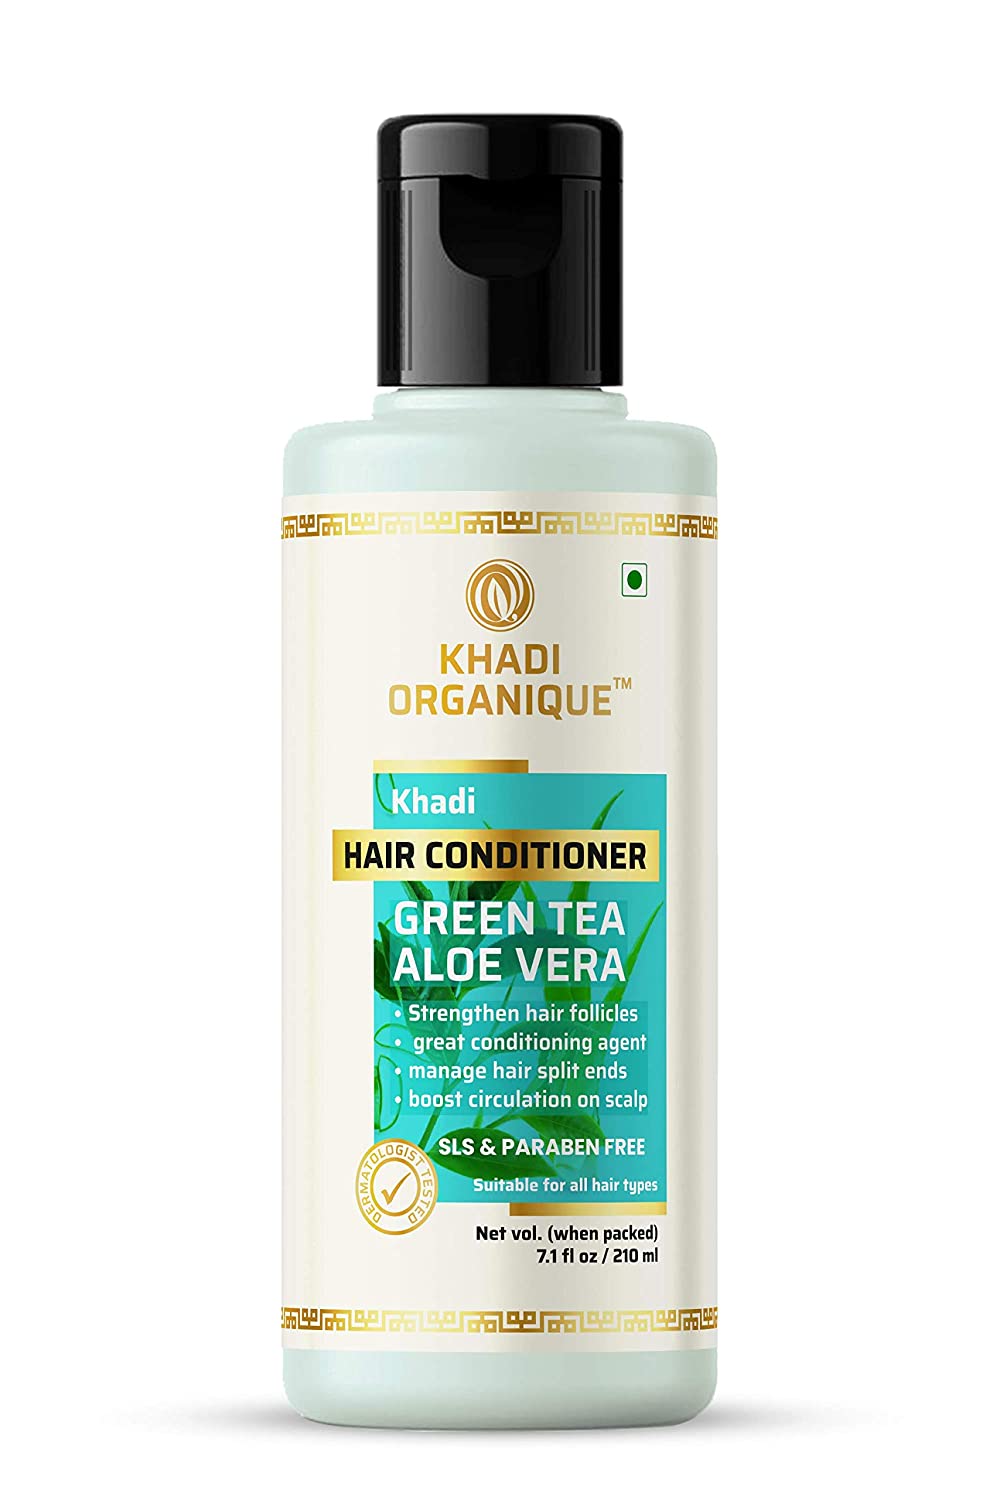 KHADI
ORGANIQUE™
Khadi
HAIR CONDITIONER
GREEN TEA
ALOE VERA
• Strengthen hair follicles
• great conditioning agent
• manage hair split ends
• boost circulation on scalp
SLS & PARABEN FREE
DERMATOLOGIST TESTED
Suitable for all hair types
Net vol. (when packed)
7.1 fl oz / 210 ml